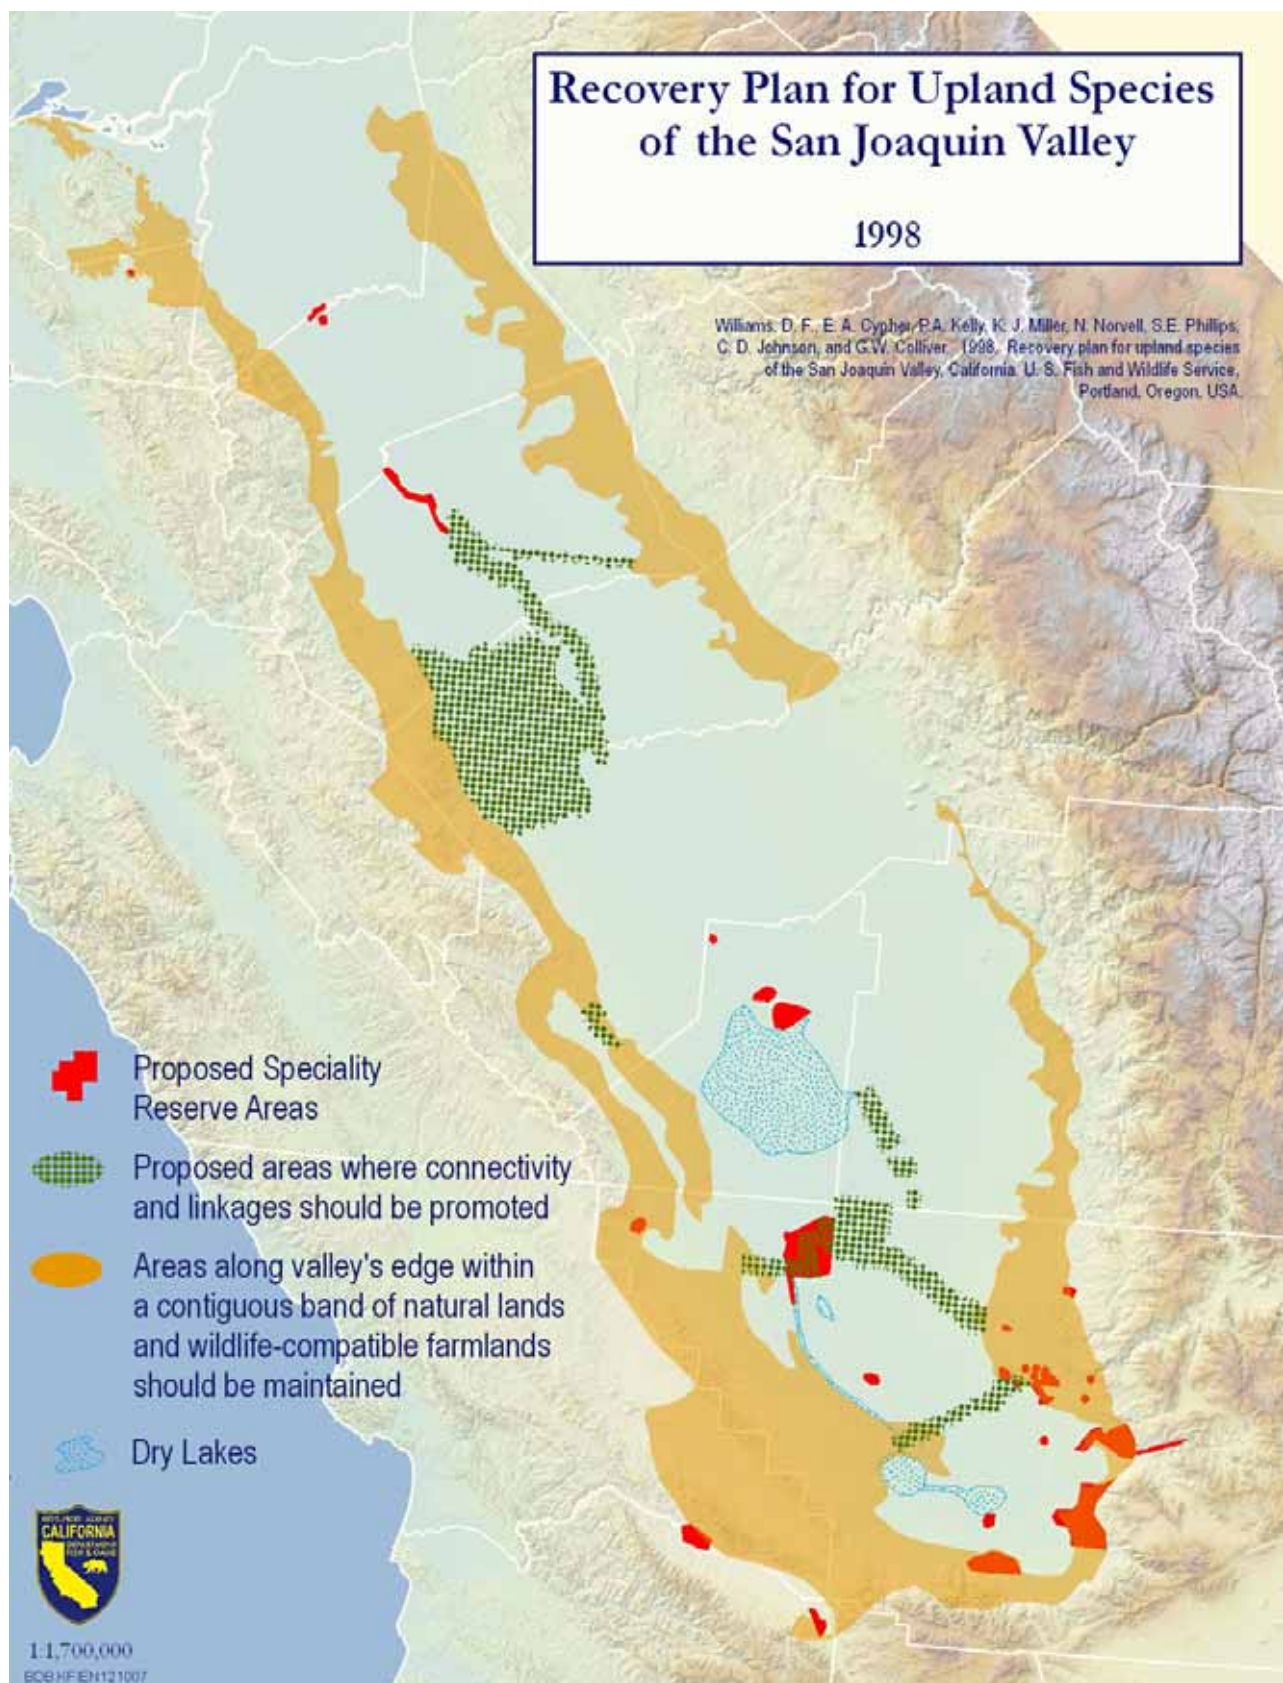 Recovery Plan for Upland Species
of the San Joaquin Valley
1998
Williams, D. F., E. A. Cypher, P.A. Kelly, K. J. Miller, N. Norvell, S.E. Phillips,
C. D. Johnson, and G.W. Colliver. 1998. Recovery plan for upland species
of the San Joaquin Valley, California. U. S. Fish and Wildlife Service,
Portland, Oregon. USA.
Proposed Speciality
Reserve Areas
Proposed areas where connectivity
and linkages should be promoted
Areas along valley's edge within
a contiguous band of natural lands
and wildlife-compatible farmlands
should be maintained
Dry Lakes
CALIFORNIA
DEPARTMENT
FISH & GAME
1:1,700,000